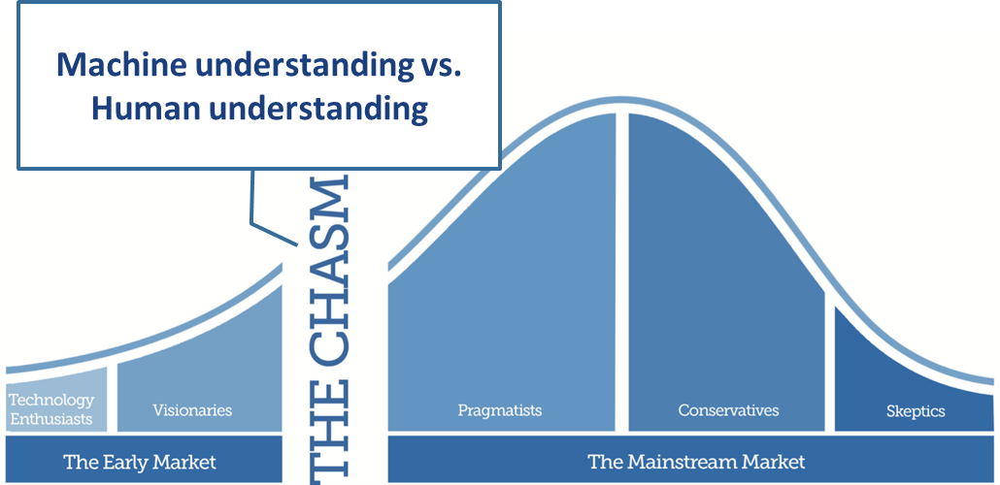 Machine understanding vs.
Human understanding
THE CHASM
Technology
Enthusiasts
Visionaries
Pragmatists
Conservatives
Skeptics
The Early Market
The Mainstream Market